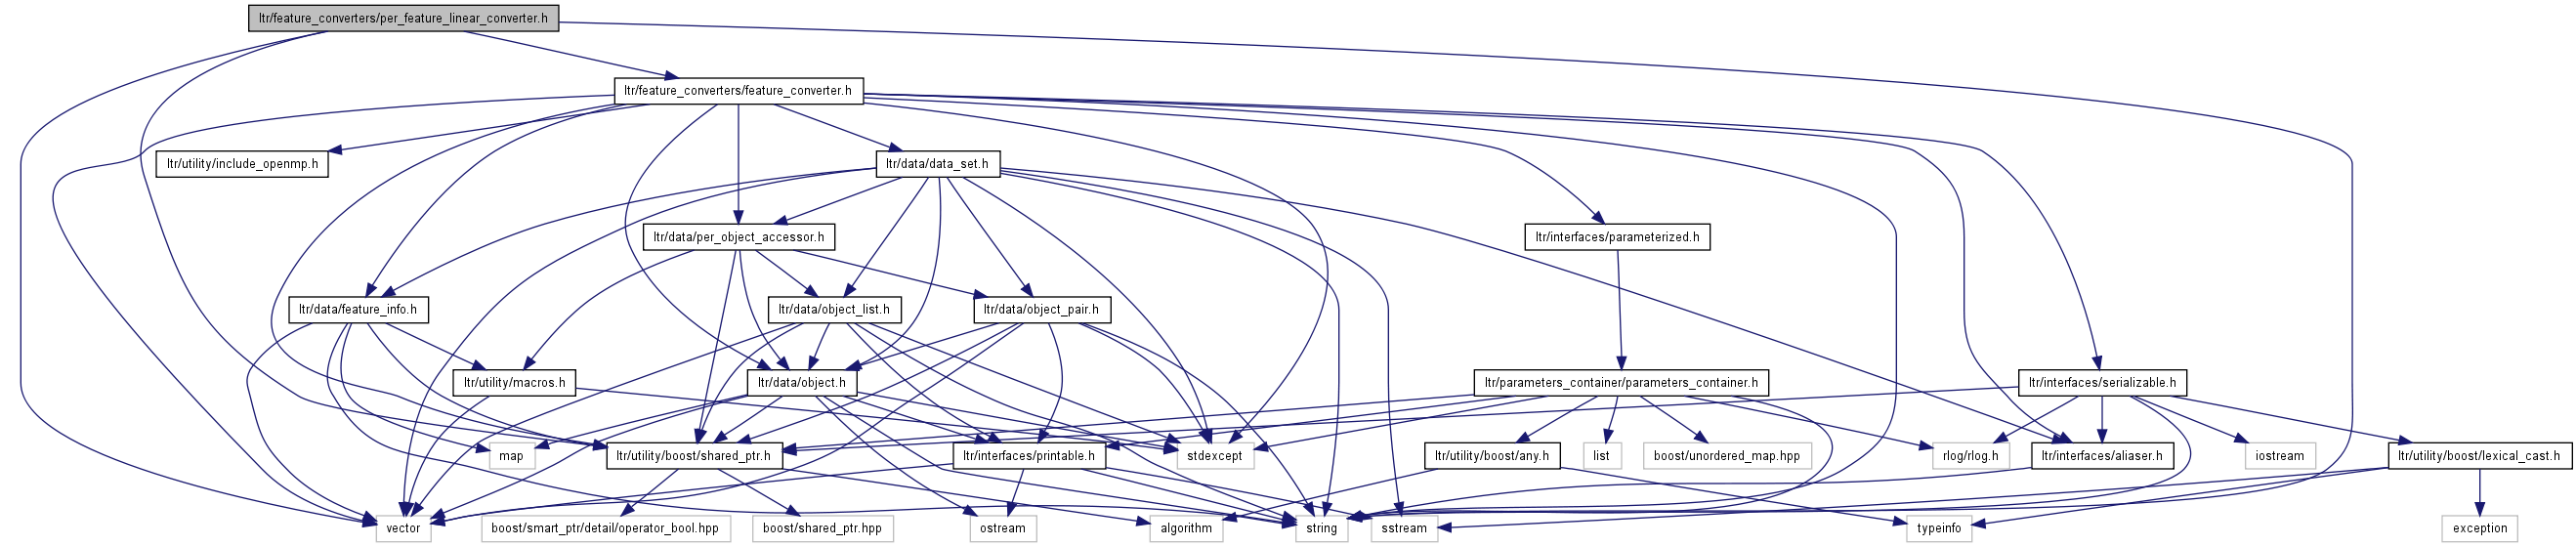 ltr/feature_converters/per_feature_linear_converter.h
ltr/feature_converters/feature_converter.h
ltr/utility/include_openmp.h
ltr/data/data_set.h
ltr/data/per_object_accessor.h
ltr/interfaces/parameterized.h
ltr/data/feature_info.h
ltr/data/object_list.h
ltr/data/object_pair.h
ltr/utility/macros.h
ltr/data/object.h
ltr/parameters_container/parameters_container.h
ltr/interfaces/serializable.h
map
ltr/utility/boost/shared_ptr.h
ltr/interfaces/printable.h
stdexcept
ltr/utility/boost/any.h
list
boost/unordered_map.hpp
rlog/rlog.h
ltr/interfaces/aliaser.h
iostream
ltr/utility/boost/lexical_cast.h
vector
boost/smart_ptr/detail/operator_bool.hpp
boost/shared_ptr.hpp
ostream
algorithm
string
sstream
typeinfo
exception